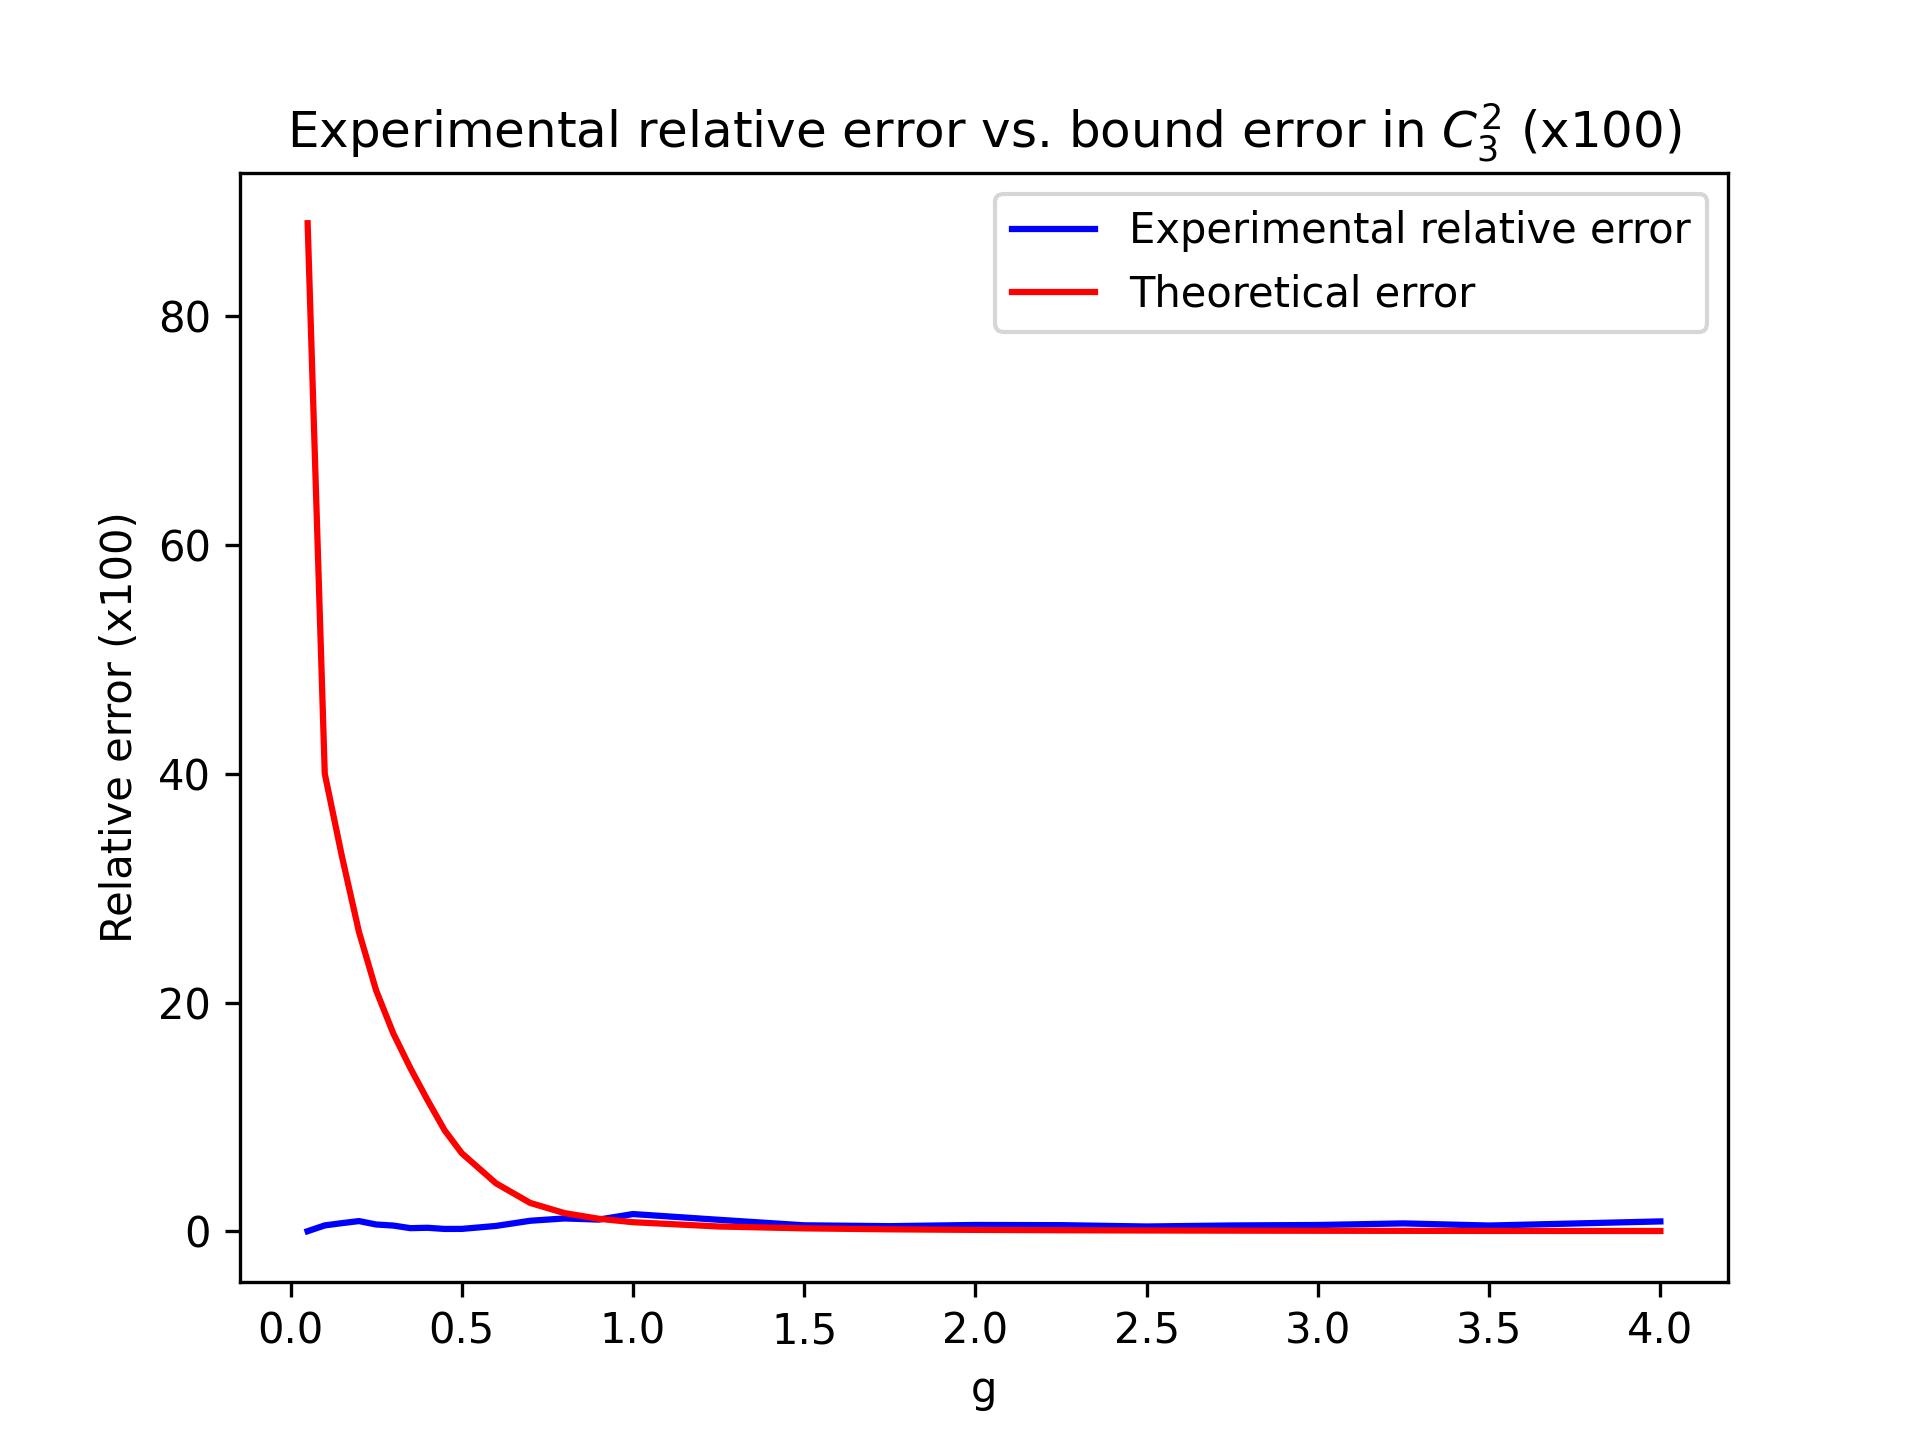 Experimental relative error vs. bound error in $C_3^2$ (x100)
Experimental relative error
Theoretical error
Relative error (x100)
80
60
40
20
0
0.0 0.5 1.0 1.5 2.0 2.5 3.0 3.5 4.0
g